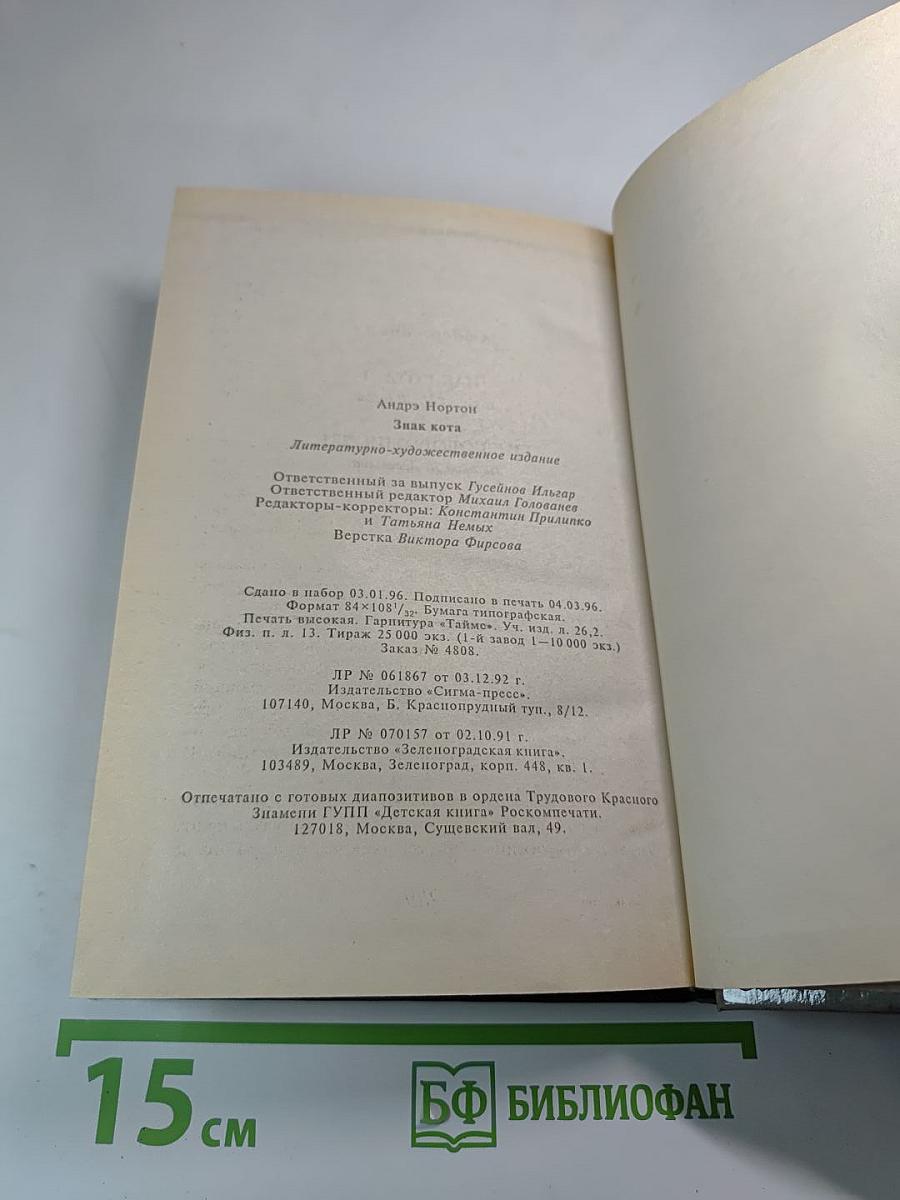 Андрэ Нортон
Знак кота
Литературно-художественное издание
Ответственный за выпуск Гусейнов Ильгар
Ответственный редактор Михаил Голованев
Редакторы-корректоры: Константин Прилипко
и Татьяна Немых
Верстка Виктора Фирсова
Сдано в набор 03.01.96. Подписано в печать 04.03.96.
Формат 84×108¹/₃₂. Бумага типографская.
Печать высокая. Гарнитура «Таймс». Уч. изд. л. 26,2.
Физ. п. л. 13. Тираж 25 000 экз. (1-й завод 1—10 000 экз.)
Заказ № 4808.
ЛР № 061867 от 03.12.92 г.
Издательство «Сигма-пресс».
107140, Москва, Б. Краснопрудный туп., 8/12.
ЛР № 070157 от 02.10.91 г.
Издательство «Зеленоградская книга».
103489, Москва, Зеленоград, корп. 448, кв. 1.
Отпечатано с готовых диапозитивов в ордена Трудового Красного
Знамени ГУПП «Детская книга» Роскомпечати.
127018, Москва, Сущевский вал, 49.
15 см
БФ БИБЛИОФАН